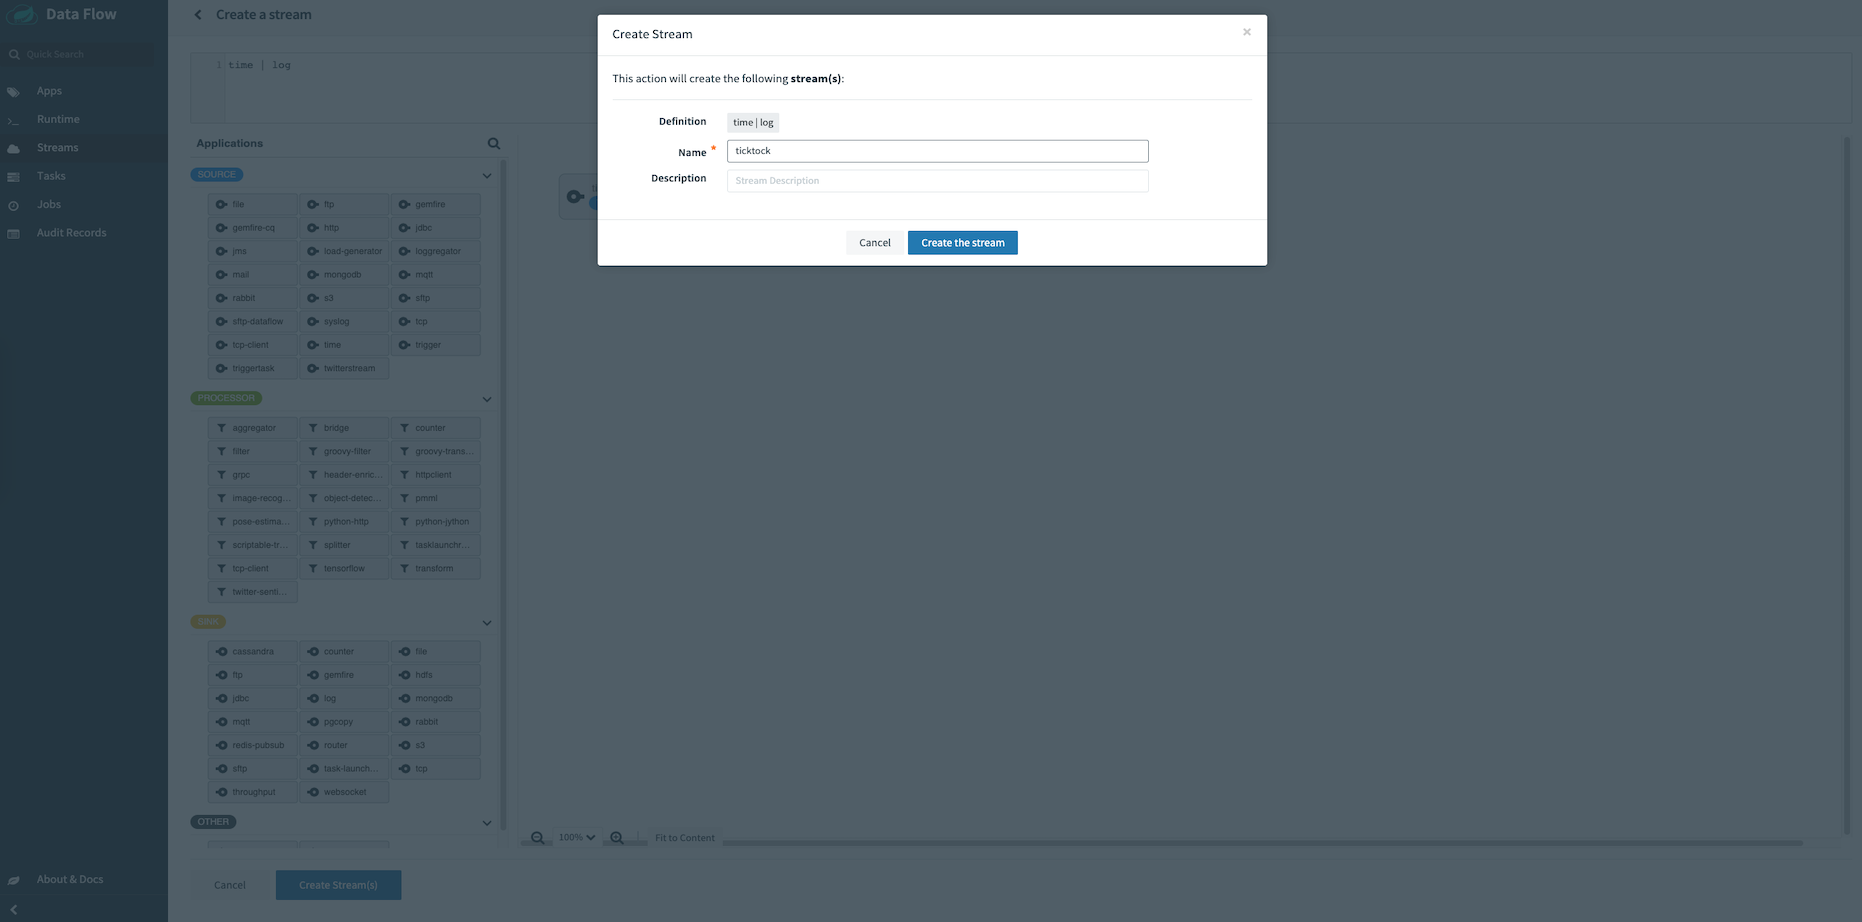 Data Flow
Quick Search
Apps
Runtime
Streams
Tasks
Jobs
Audit Records
About & Docs
Create a stream
1 time | log
Applications
SOURCE
file ftp gemfire
gemfire-cq http jdbc
jms load-generator loggregator
mail mongodb mqtt
rabbit s3 sftp
sftp-dataflow syslog tcp
tcp-client time trigger
triggertask twitterstream
PROCESSOR
aggregator bridge counter
filter groovy-filter groovy-trans...
grpc header-enric... httpclient
image-recog... object-detec... pmml
pose-estima... python-http python-jython
scriptable-tr... splitter tasklaunchr...
tcp-client tensorflow transform
twitter-senti...
SINK
cassandra counter file
ftp gemfire hdfs
jdbc log mongodb
mqtt pgcopy rabbit
redis-pubsub router s3
sftp task-launch... tcp
throughput websocket
OTHER
100%
Fit to Content
Cancel
Create Stream(s)
Create Stream
×
This action will create the following stream(s):
Definition time | log
Name * ticktock
Description Stream Description
Cancel
Create the stream